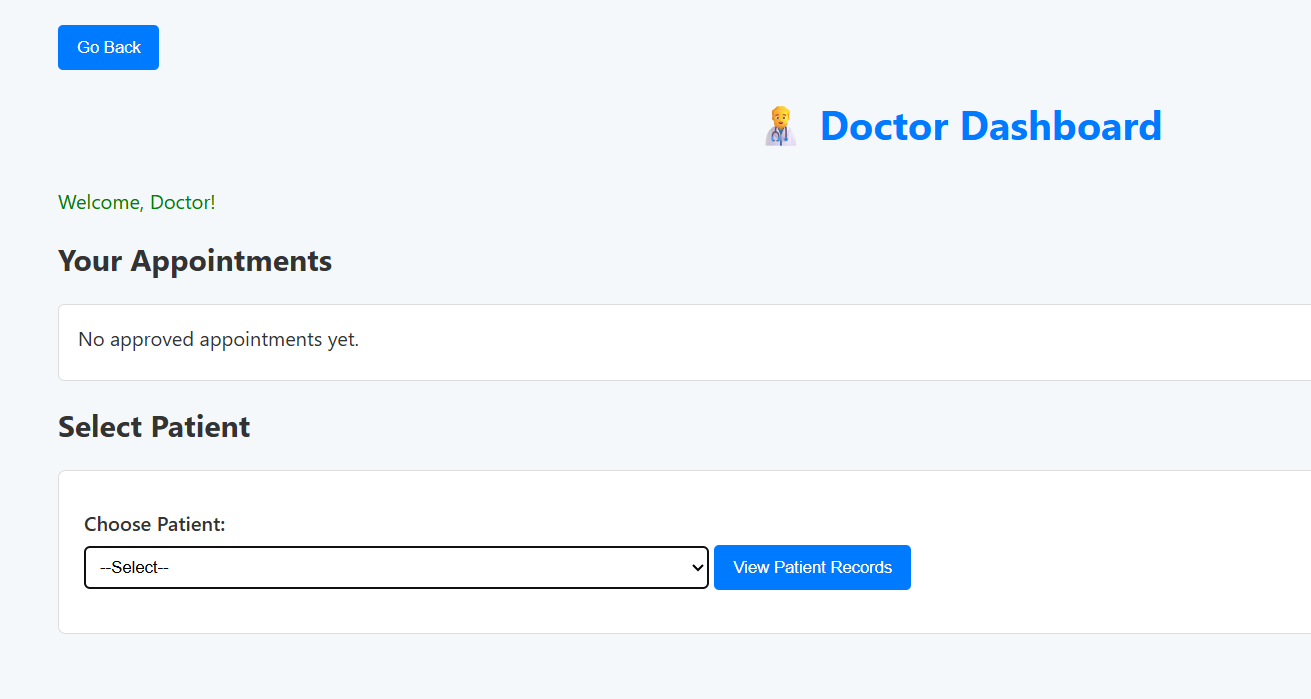 Go Back
Doctor Dashboard
Welcome, Doctor!
Your Appointments
No approved appointments yet.
Select Patient
Choose Patient:
--Select--
View Patient Records